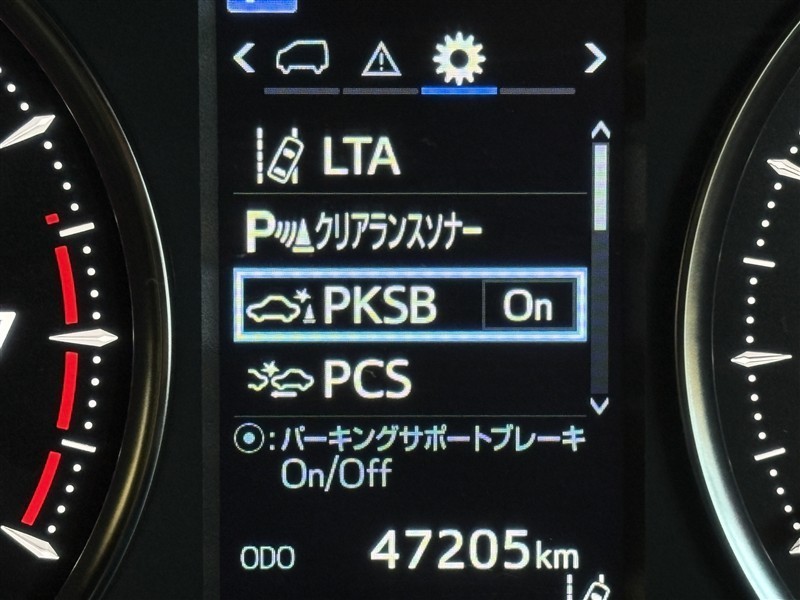 LTA
Pクリアランスソナー
PKSB On
PCS
:パーキングサポートブレーキ
On/Off
ODO 47205km